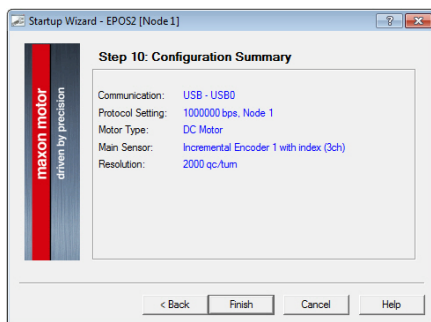 Startup Wizard - EPOS2 [Node 1]
Step 10: Configuration Summary
maxon motor
driven by precision
Communication: USB - USB0
Protocol Setting: 1000000 bps, Node 1
Motor Type: DC Motor
Main Sensor: Incremental Encoder 1 with index (3ch)
Resolution: 2000 qc/turn
< Back Finish Cancel Help